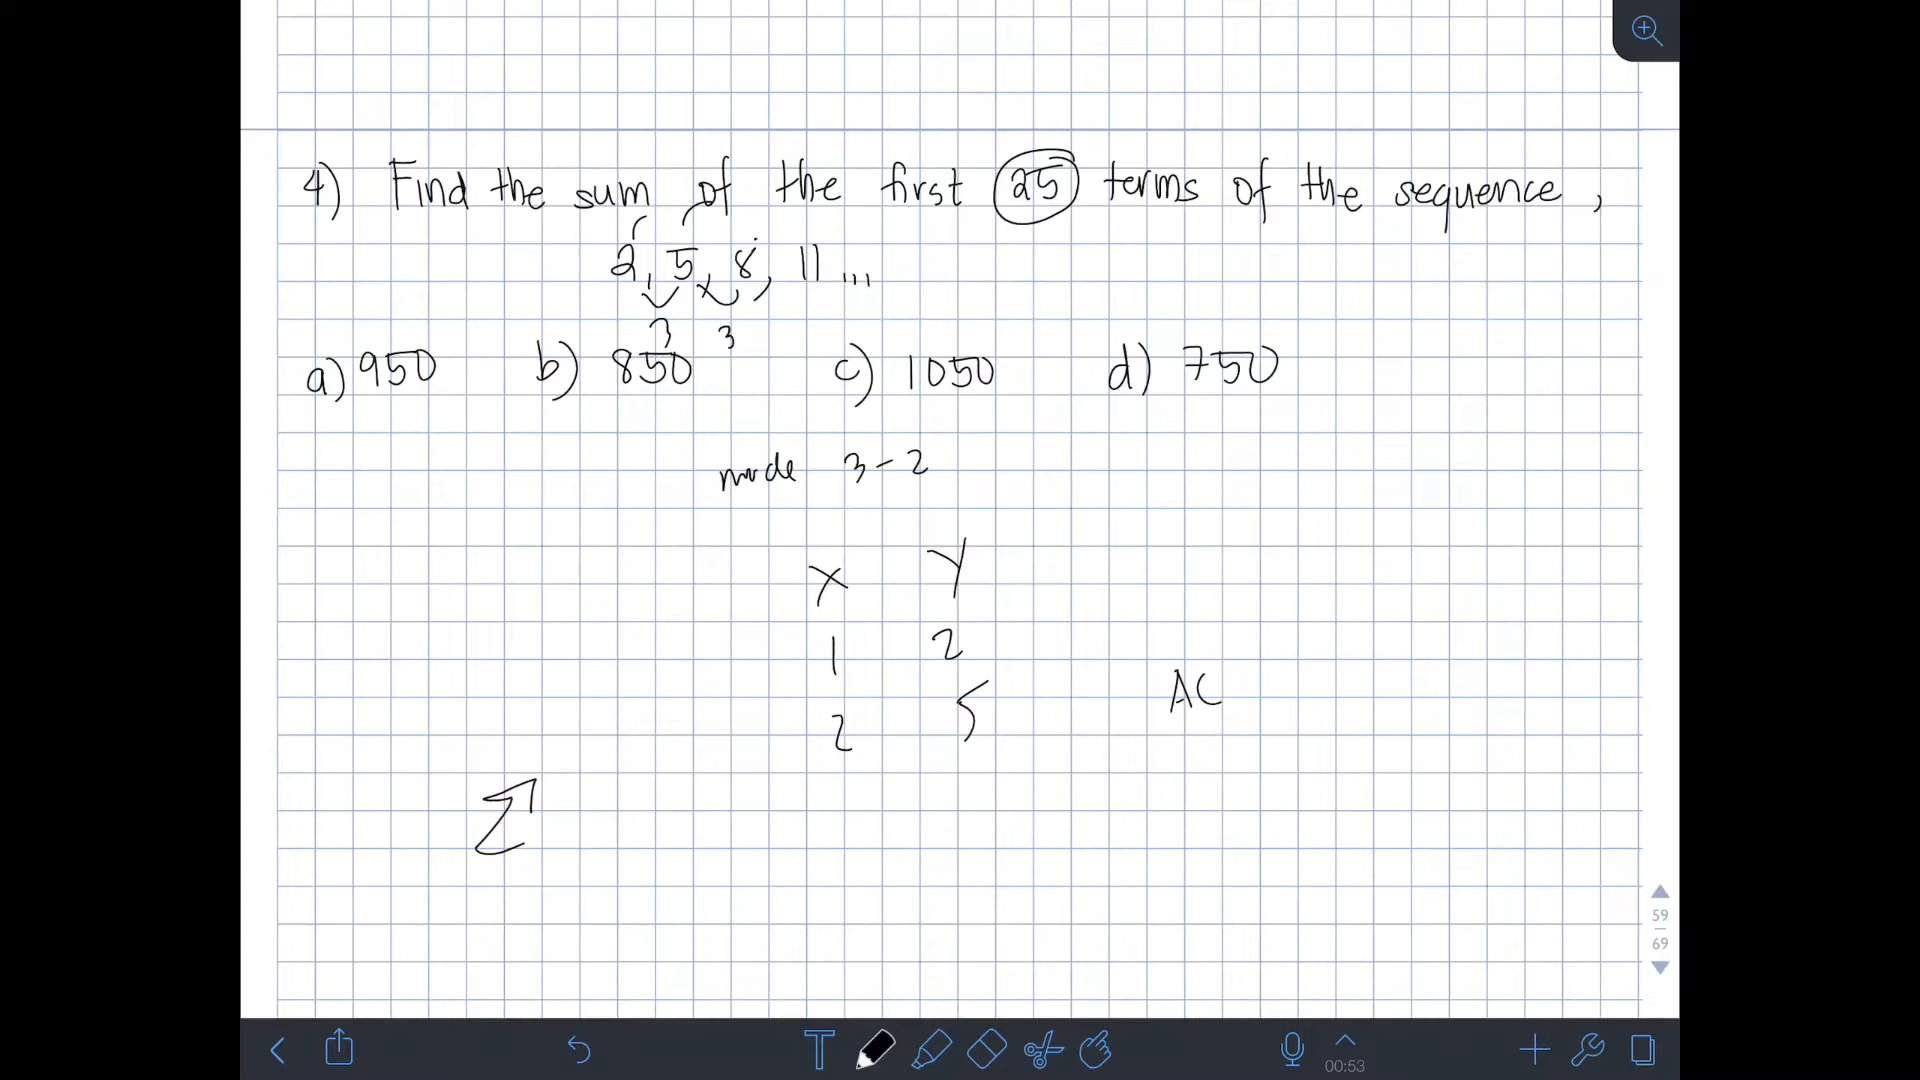 4) Find the sum of the first 25 terms of the sequence,
2, 5, 8, 11 ...
3 3
a) 950 b) 850 c) 1050 d) 750
mode 3-2
X Y
1 2
2 5
AC
Σ
59
69
T
00:53